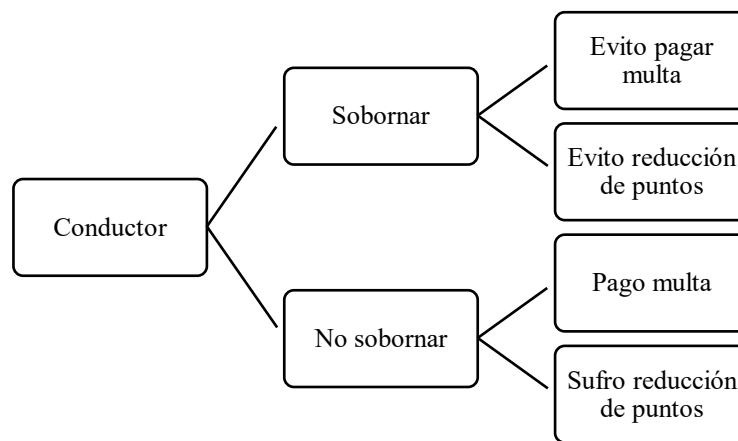 Conductor
Sobornar
No sobornar
Evito pagar
multa
Evito reducción
de puntos
Pago multa
Sufro reducción
de puntos